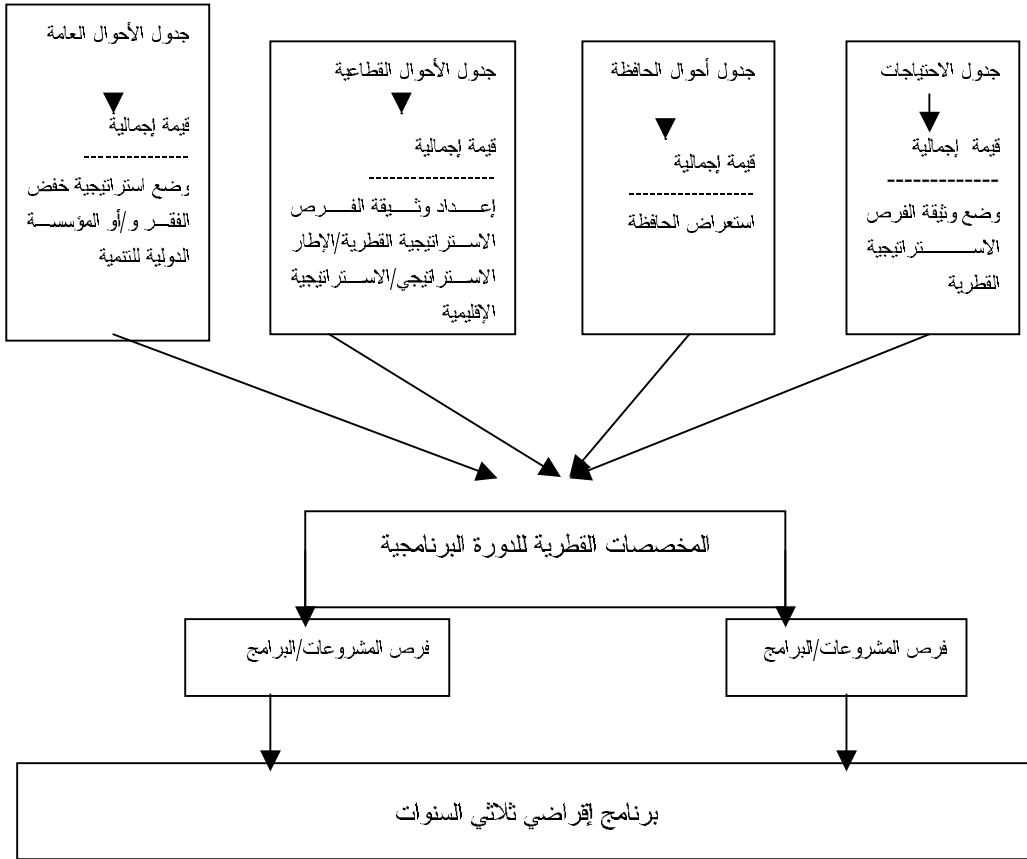 جدول الاحتياجات
قيمة إجمالية
-------------
وضع وثيقة الفرص
الاستراتيجية
القطرية
جدول أحوال الحافظة
قيمة إجمالية
-----------------
استعراض الحافظة
جدول الأحوال القطاعية
قيمة إجمالية
-----------------
إعداد وثيقة الفرص
الاستراتيجية القطرية/الإطار
الاستراتيجي/الاستراتيجية
الإقليمية
جدول الأحوال العامة
قيمة إجمالية
---------------
وضع استراتيجية خفض
الفقر و/أو المؤسسة
الدولية للتنمية
المخصصات القطرية للدورة البرنامجية
فرص المشروعات/البرامج
فرص المشروعات/البرامج
برنامج إقراضي ثلاثي السنوات